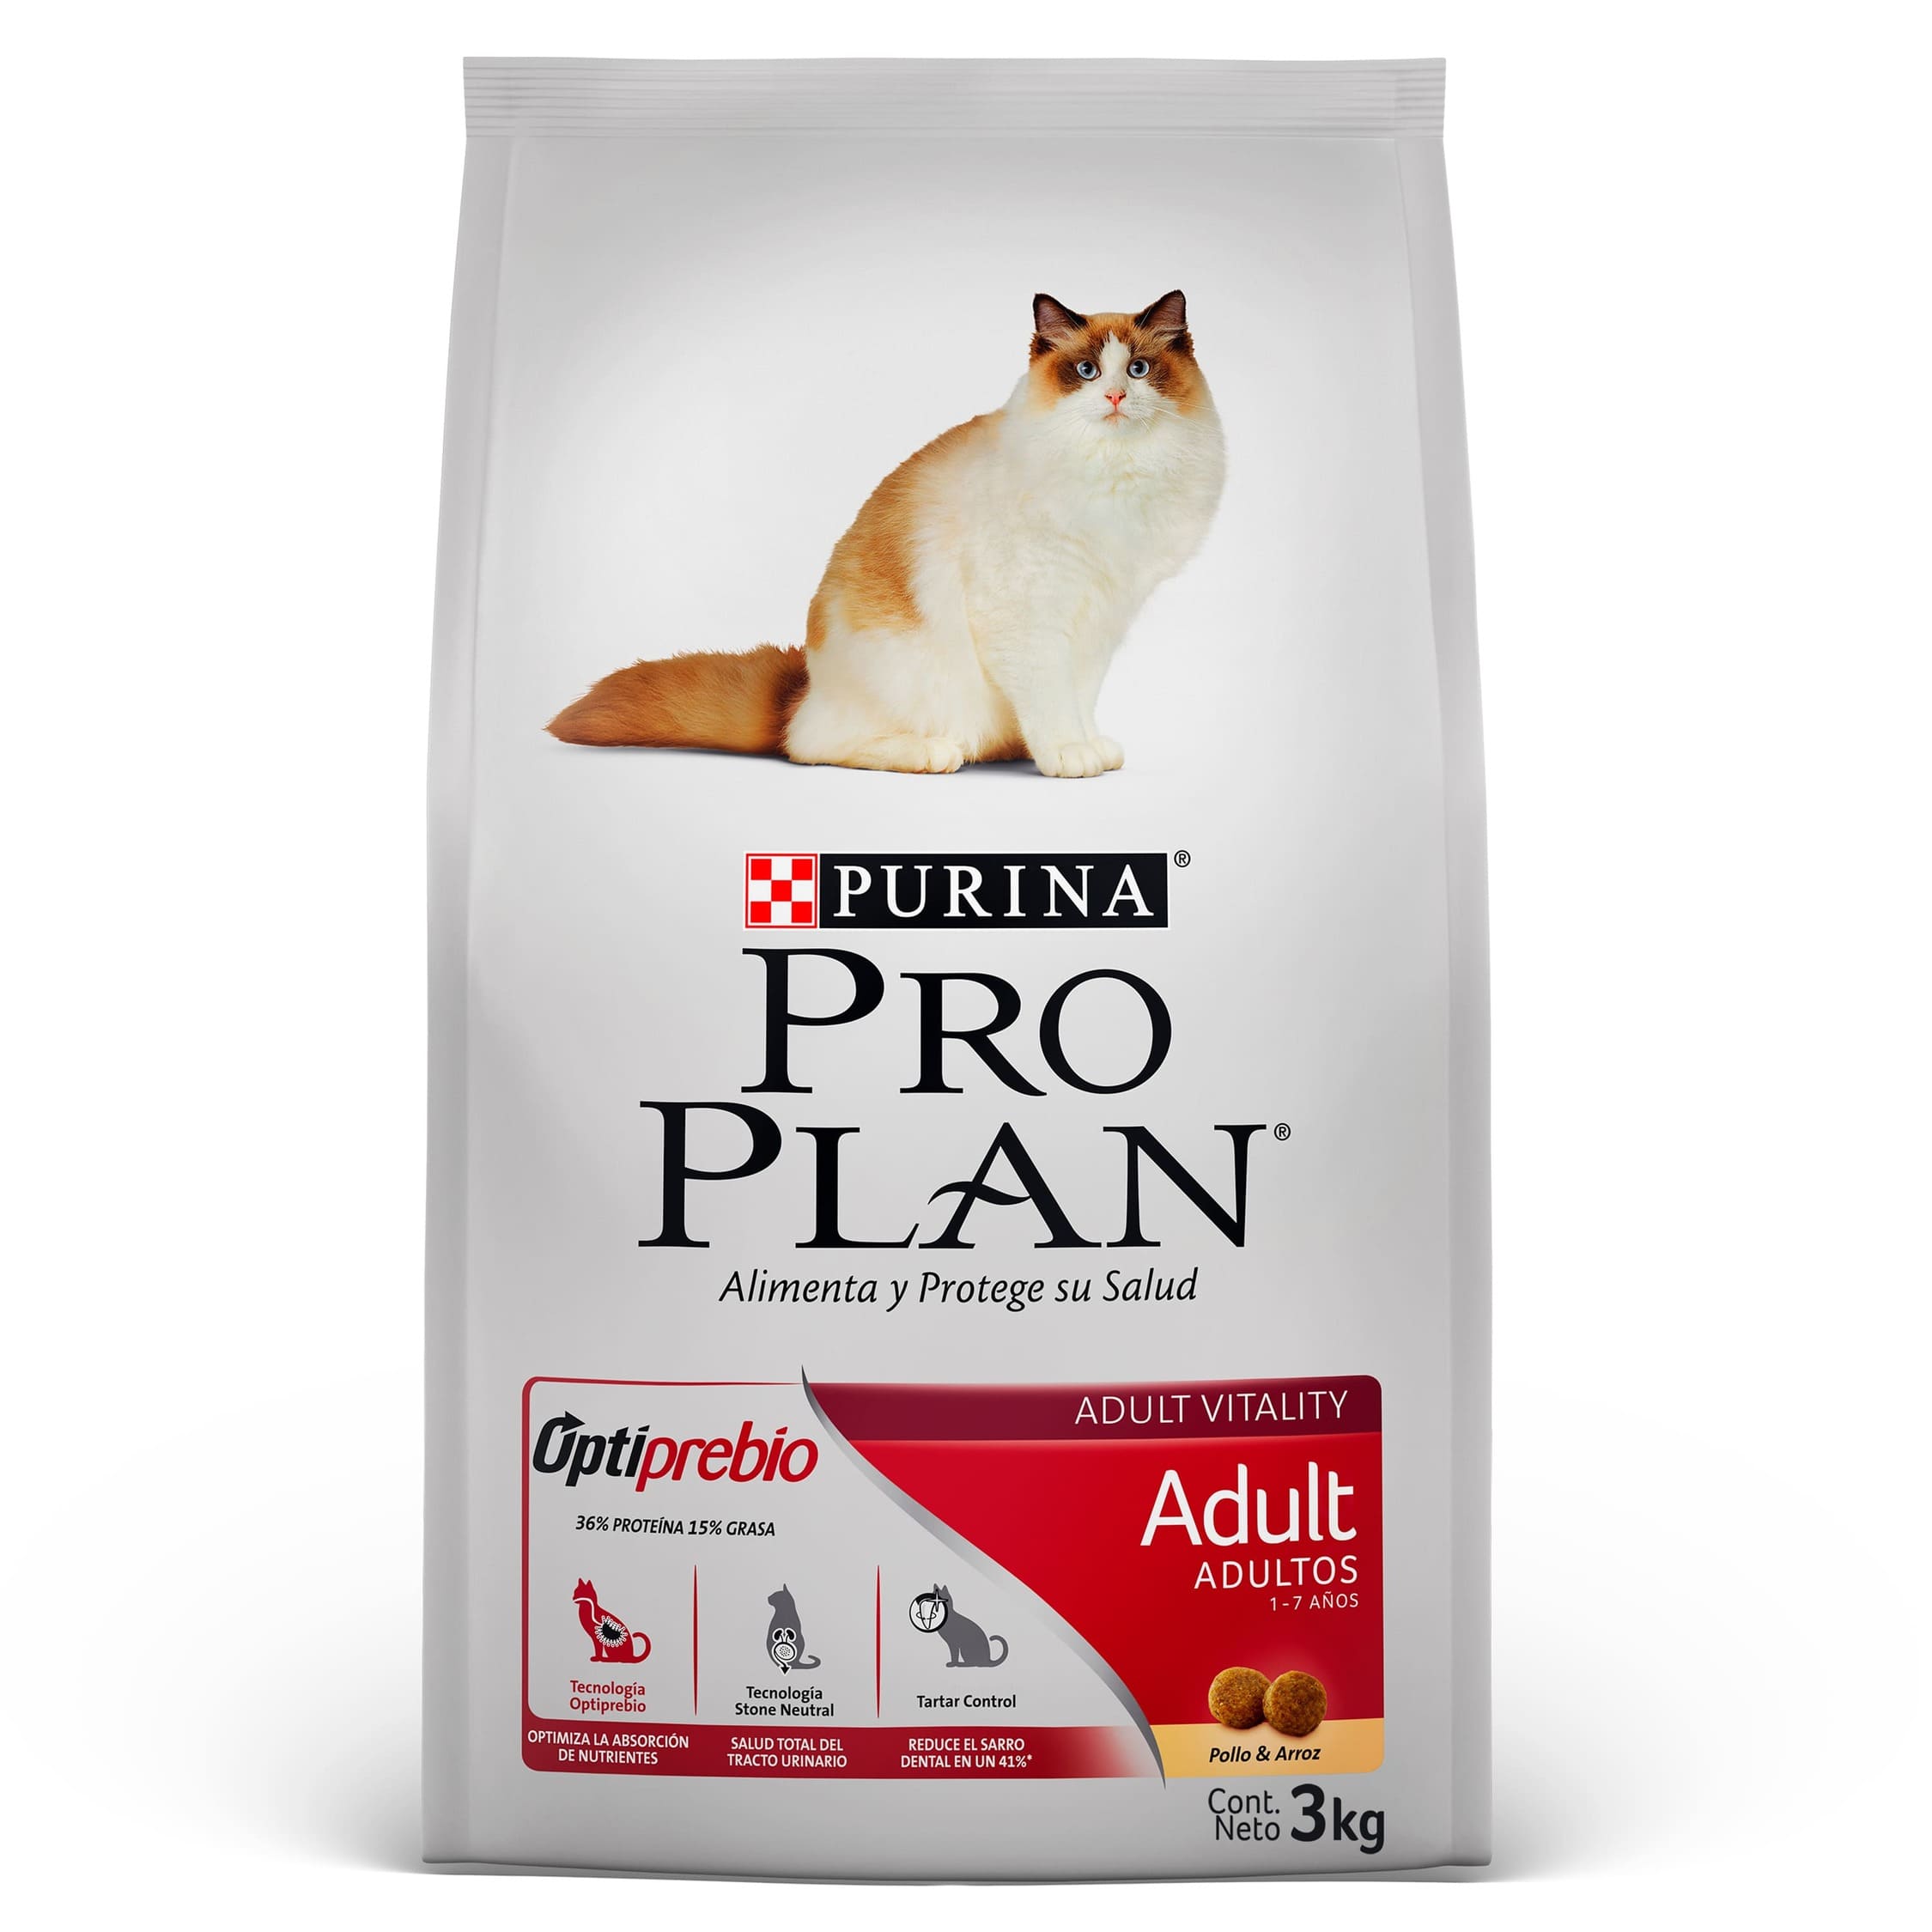 PURINA®
PRO
PLAN®
Alimenta y Protege su Salud
ADULT VITALITY
Optiprebio
36% PROTEÍNA 15% GRASA
Adult
ADULTOS
1-7 AÑOS
Tecnología
Optiprebio
Tecnología
Stone Neutral
Tartar Control
OPTIMIZA LA ABSORCIÓN
DE NUTRIENTES
SALUD TOTAL DEL
TRACTO URINARIO
REDUCE EL SARRO
DENTAL EN UN 41%*
Pollo & Arroz
Cont.
Neto 3kg